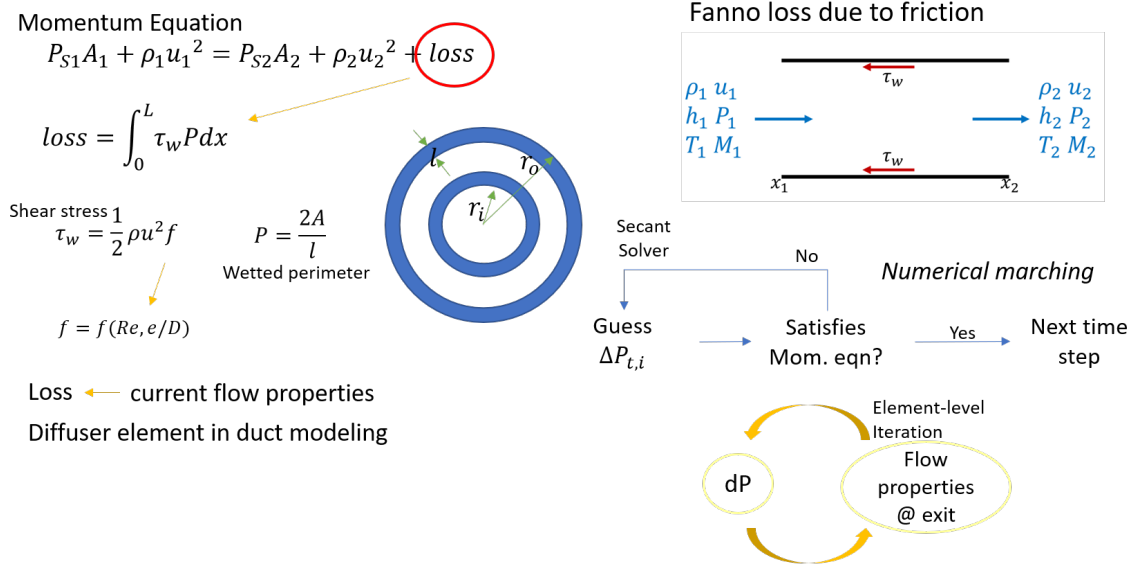 Momentum Equation
P_{S1}A_1 + ρ_1u_1^2 = P_{S2}A_2 + ρ_2u_2^2 + loss
loss = ∫_0^L τ_w P dx
Shear stress
τ_w = \frac{1}{2} ρu^2 f
P = \frac{2A}{l}
Wetted perimeter
f = f(Re, e/D)
l
r_o
r_i
Loss
current flow properties
Diffuser element in duct modeling
Fanno loss due to friction
τ_w
ρ_1 u_1
h_1 P_1
T_1 M_1
ρ_2 u_2
h_2 P_2
T_2 M_2
τ_w
x_1
x_2
Secant
Solver
No
Numerical marching
Guess
ΔP_{t,i}
Satisfies
Mom. eqn?
Yes
Next time
step
Element-level
Iteration
dP
Flow
properties
@ exit